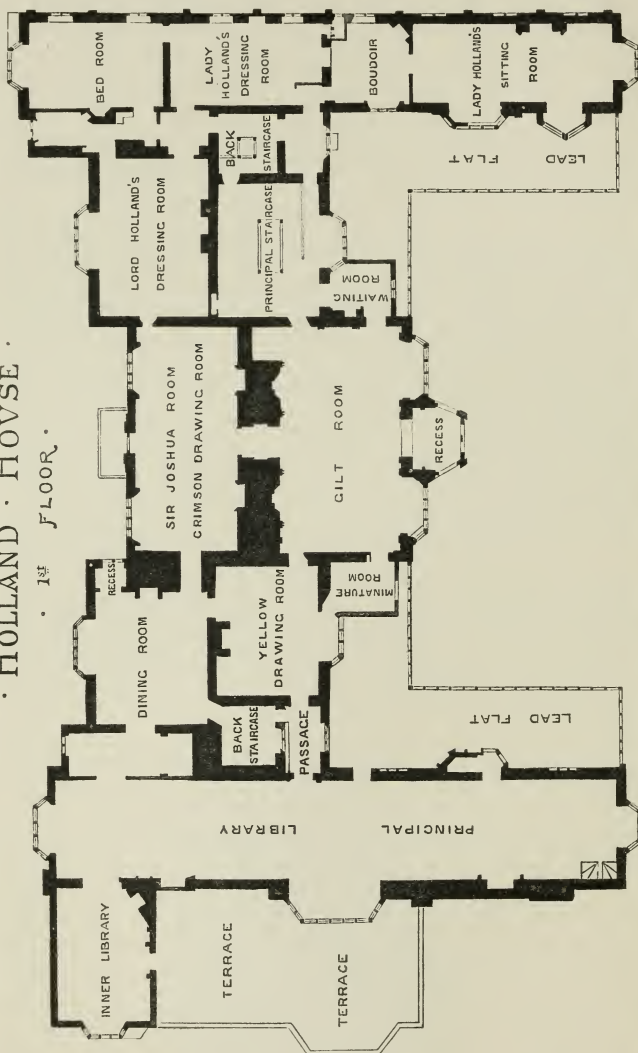 · HOLLAND · HOVSE ·
· 1ST FLOOR ·
INNER LIBRARY
TERRACE
TERRACE
PRINCIPAL LIBRARY
DINING ROOM
RECESS
BACK
STAIRCASE
PASSAGE
YELLOW
DRAWING ROOM
LEAD FLAT
MINATURE
ROOM
SIR JOSHUA ROOM
CRIMSON DRAWING ROOM
GILT ROOM
RECESS
LORD HOLLAND'S
DRESSING ROOM
PRINCIPAL STAIRCASE
WAITING
ROOM
BACK
STAIRCASE
BED ROOM
LADY
HOLLAND'S
DRESSING
ROOM
BOUDOIR
LADY HOLLAND'S
SITTING
ROOM
LEAD FLAT